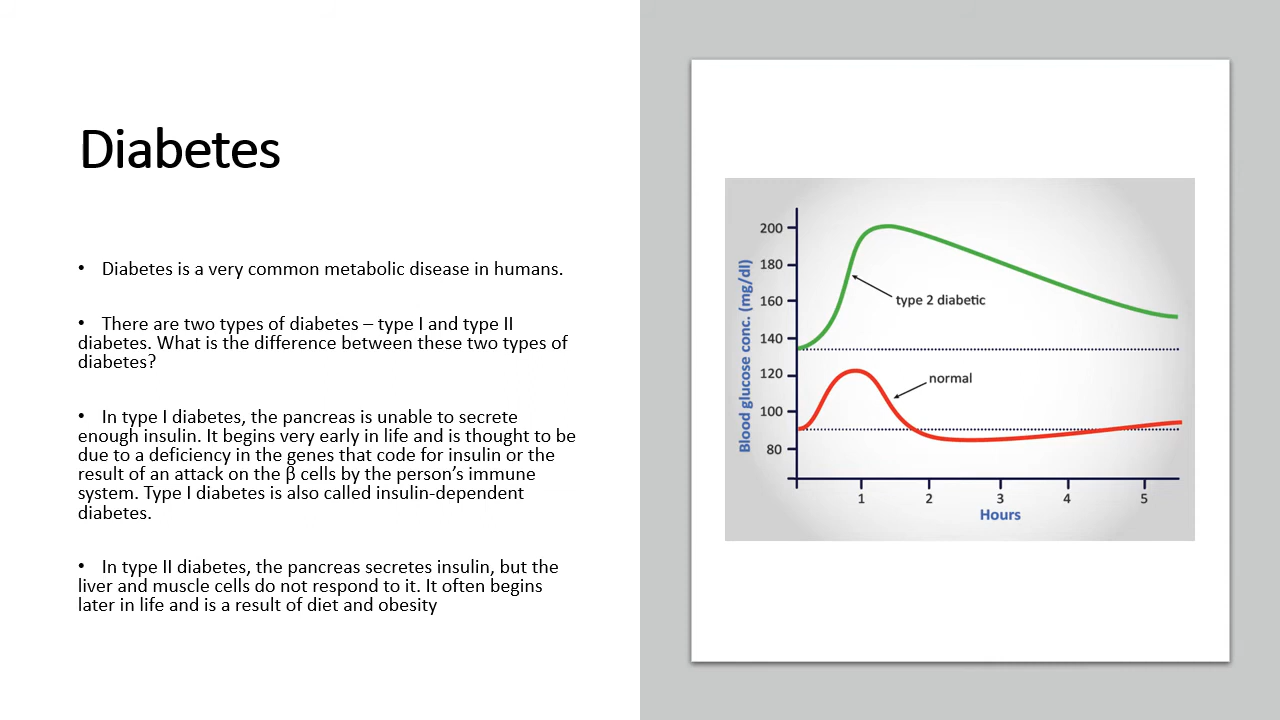 Diabetes
• Diabetes is a very common metabolic disease in humans.
• There are two types of diabetes – type I and type II
diabetes. What is the difference between these two types of
diabetes?
• In type I diabetes, the pancreas is unable to secrete
enough insulin. It begins very early in life and is thought to be
due to a deficiency in the genes that code for insulin or the
result of an attack on the β cells by the person’s immune
system. Type I diabetes is also called insulin-dependent
diabetes.
• In type II diabetes, the pancreas secretes insulin, but the
liver and muscle cells do not respond to it. It often begins
later in life and is a result of diet and obesity
Blood glucose conc. (mg/dl)
200
180
160
140
120
100
80
type 2 diabetic
normal
1 2 3 4 5
Hours